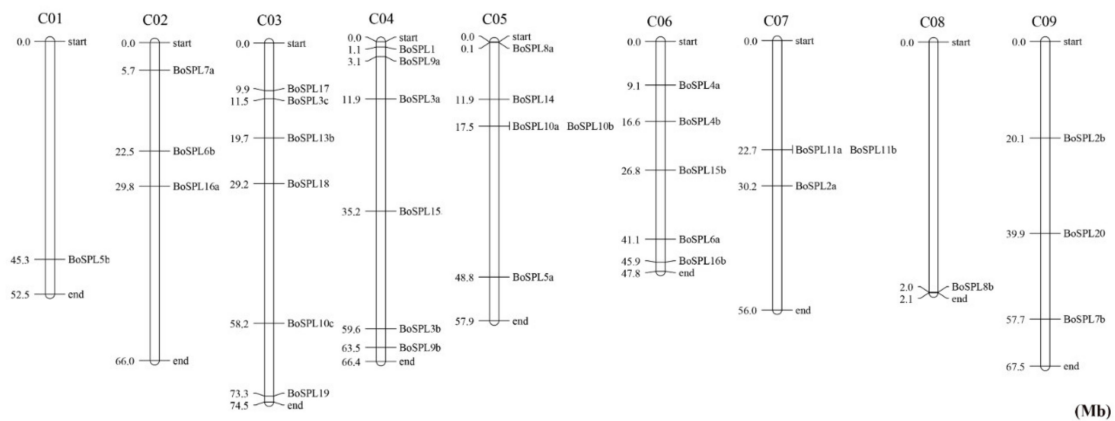 C01
0.0 start
45.3 BoSPL5b
52.5 end
C02
0.0 start
5.7 BoSPL7a
22.5 BoSPL6b
29.8 BoSPL16a
66.0 end
C03
0.0 start
9.9 BoSPL17
11.5 BoSPL3c
19.7 BoSPL13b
29.2 BoSPL18
58.2 BoSPL10c
73.3 BoSPL19
74.5 end
C04
0.0 start
1.1 BoSPL1
3.1 BoSPL9a
11.9 BoSPL3a
35.2 BoSPL15
59.6 BoSPL3b
63.5 BoSPL9b
66.4 end
C05
0.0 start
0.1 BoSPL8a
11.9 BoSPL14
17.5 BoSPL10a BoSPL10b
48.8 BoSPL5a
57.9 end
C06
0.0 start
9.1 BoSPL4a
16.6 BoSPL4b
26.8 BoSPL15b
41.1 BoSPL6a
45.9 BoSPL16b
47.8 end
C07
0.0 start
22.7 BoSPL11a BoSPL11b
30.2 BoSPL2a
56.0 end
C08
0.0 start
2.0 BoSPL8b
2.1 end
C09
0.0 start
20.1 BoSPL2b
39.9 BoSPL20
57.7 BoSPL7b
67.5 end
(Mb)